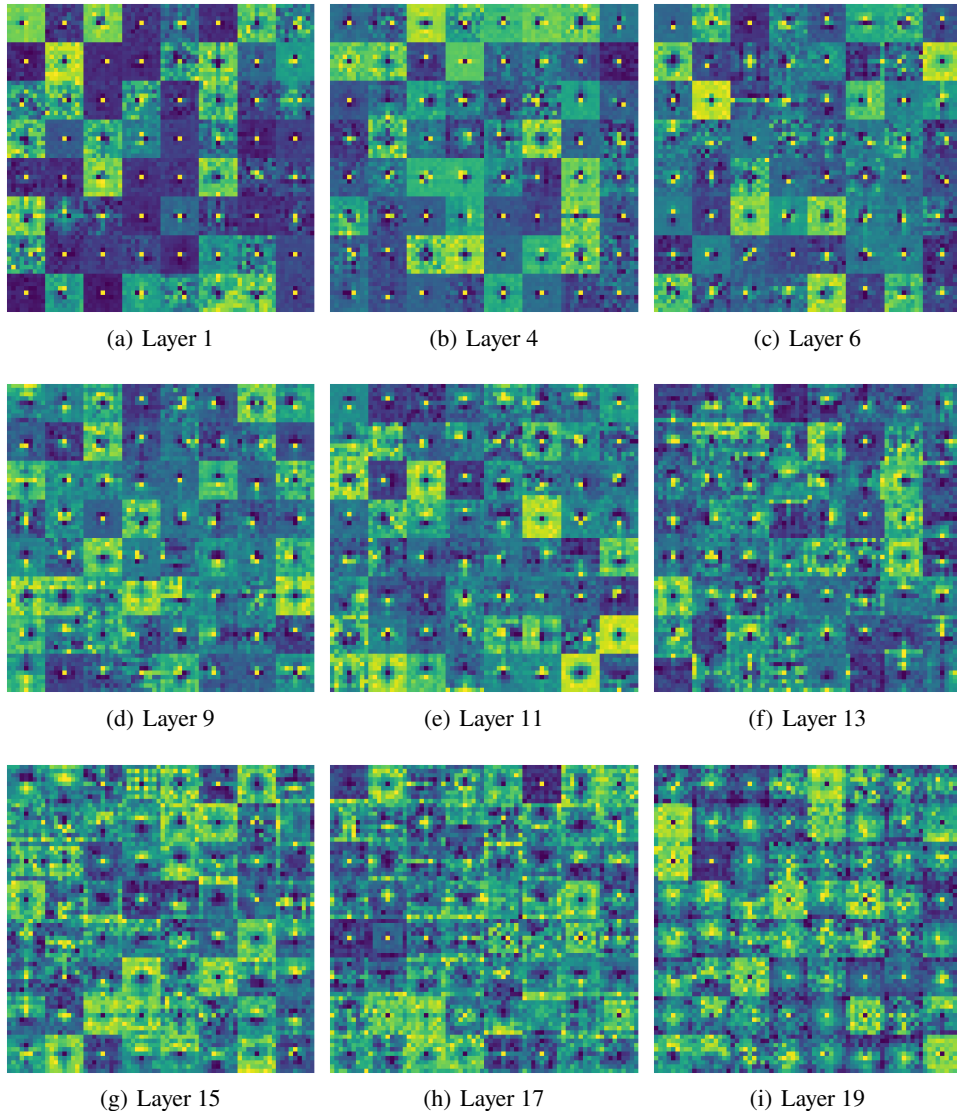 (a) Layer 1
(b) Layer 4
(c) Layer 6
(d) Layer 9
(e) Layer 11
(f) Layer 13
(g) Layer 15
(h) Layer 17
(i) Layer 19